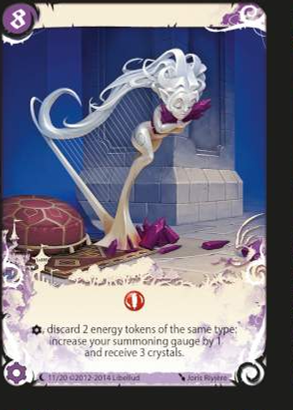 8
, discard 2 energy tokens of the same type:
increase your summoning gauge by 1
and receive 3 crystals.
11/20 ©2012-2014 Libellud Joris Rivière